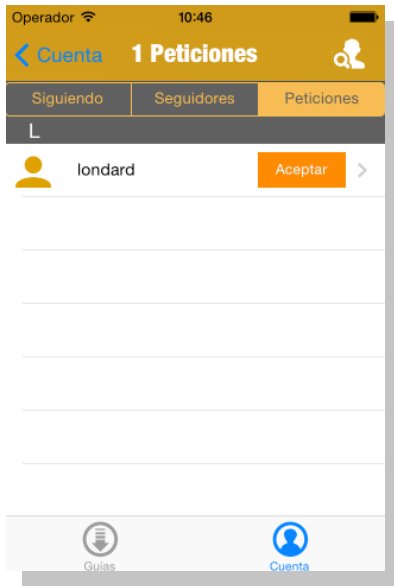 Operador 10:46
Cuenta 1 Peticiones
Siguiendo Seguidores Peticiones
L
londard Aceptar
Guías Cuenta